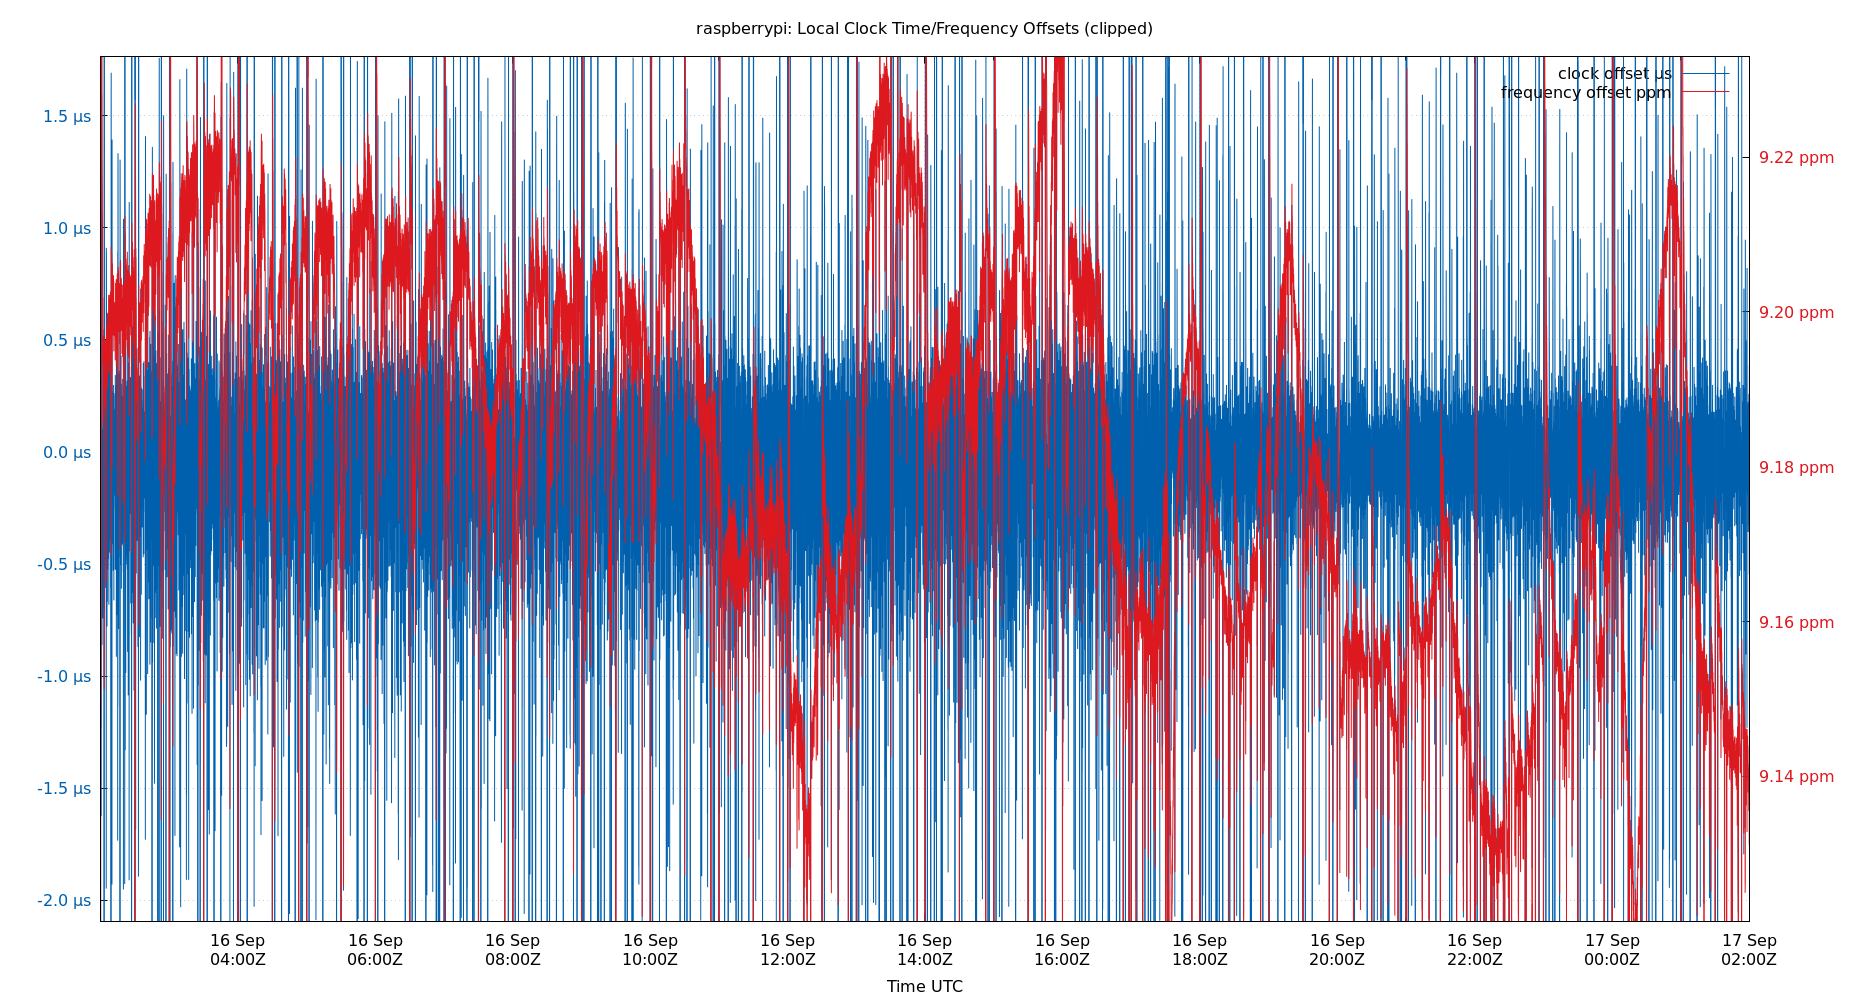 raspberrypi: Local Clock Time/Frequency Offsets (clipped)
clock offset µs
frequency offset ppm
1.5 µs
1.0 µs
0.5 µs
0.0 µs
-0.5 µs
-1.0 µs
-1.5 µs
-2.0 µs
9.22 ppm
9.20 ppm
9.18 ppm
9.16 ppm
9.14 ppm
16 Sep 16 Sep 16 Sep 16 Sep 16 Sep 16 Sep 16 Sep 16 Sep 16 Sep 16 Sep 17 Sep 17 Sep
04:00Z 06:00Z 08:00Z 10:00Z 12:00Z 14:00Z 16:00Z 18:00Z 20:00Z 22:00Z 00:00Z 02:00Z
Time UTC